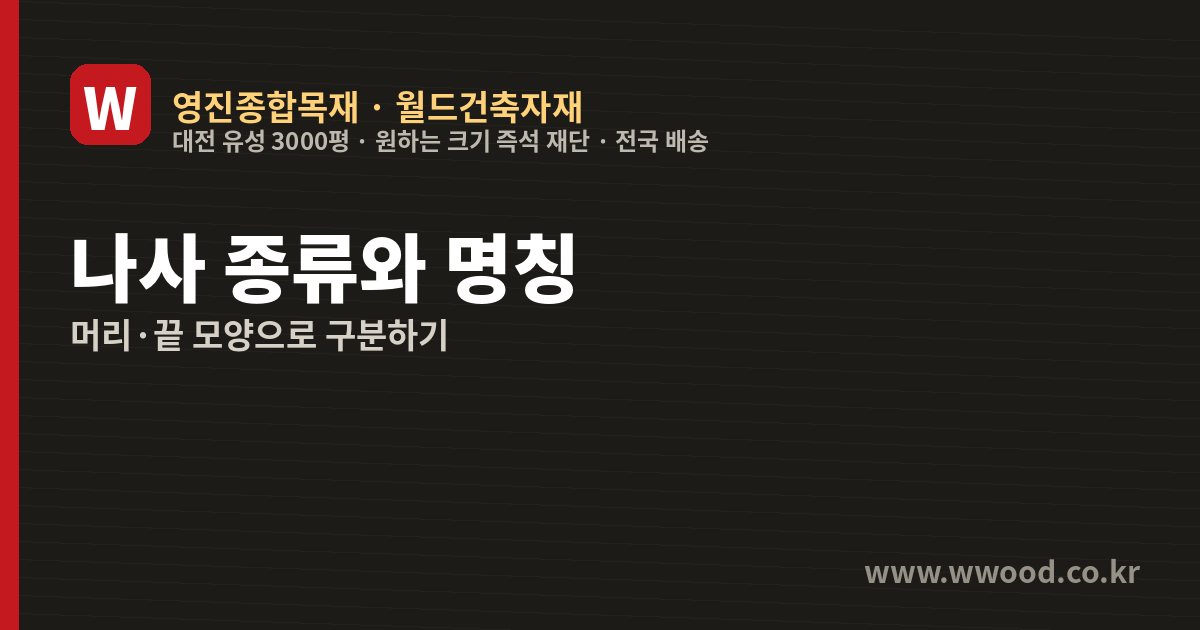 W
영진종합목재 · 월드건축자재
대전 유성 3000평 · 원하는 크기 즉석 재단 · 전국 배송
나사 종류와 명칭
머리·끝 모양으로 구분하기
www.wwood.co.kr